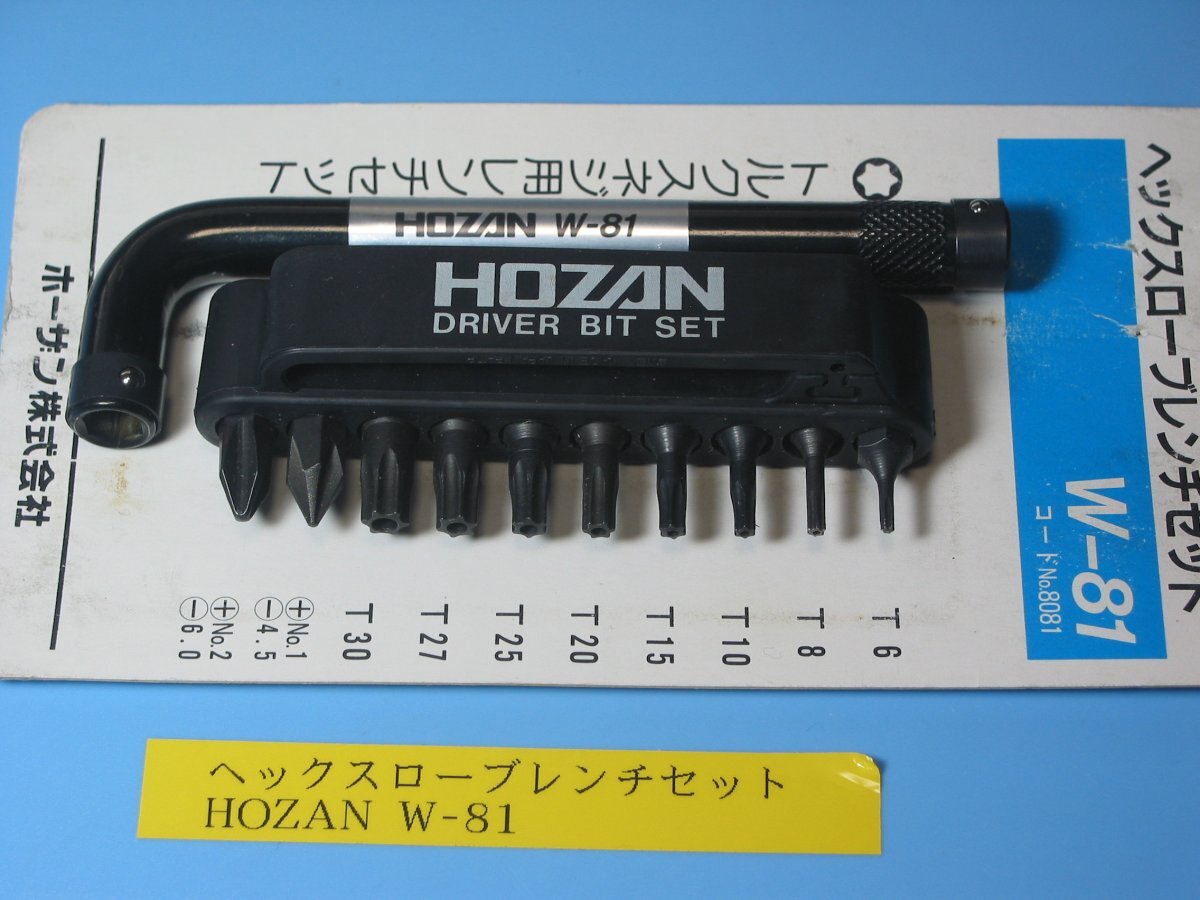 トルクスネジ用レンチセット
ヘックスローブレンチセット
W-81
コードNo.8081
ホーザン株式会社
HOZAN W-81
HOZAN
DRIVER BIT SET
⊖6.0
⊕No.2
⊖4.5
⊕No.1
T30
T27
T25
T20
T15
T10
T8
T6
ヘックスローブレンチセット
HOZAN W-81